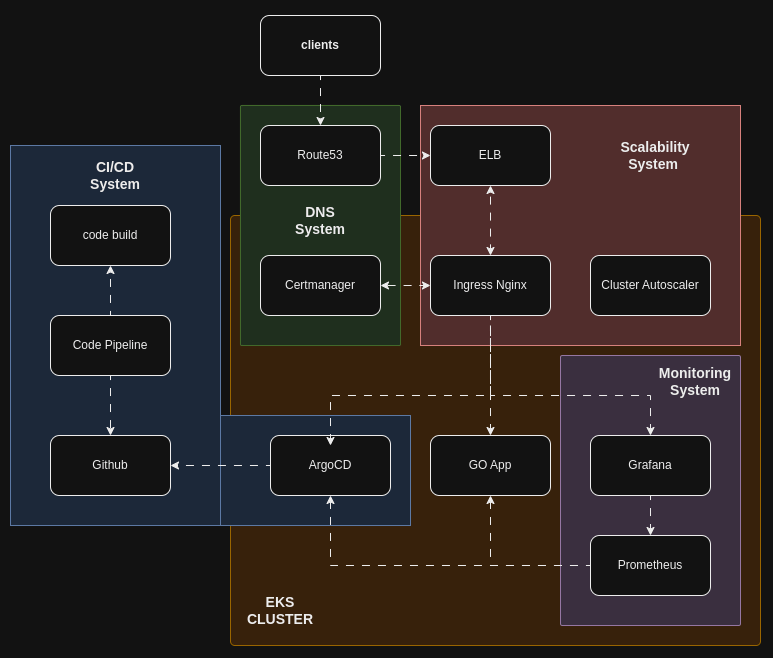 clients
Route53
ELB
Scalability
System
CI/CD
System
code build
DNS
System
Certmanager
Ingress Nginx
Cluster Autoscaler
Code Pipeline
Monitoring
System
Github
ArgoCD
GO App
Grafana
Prometheus
EKS
CLUSTER